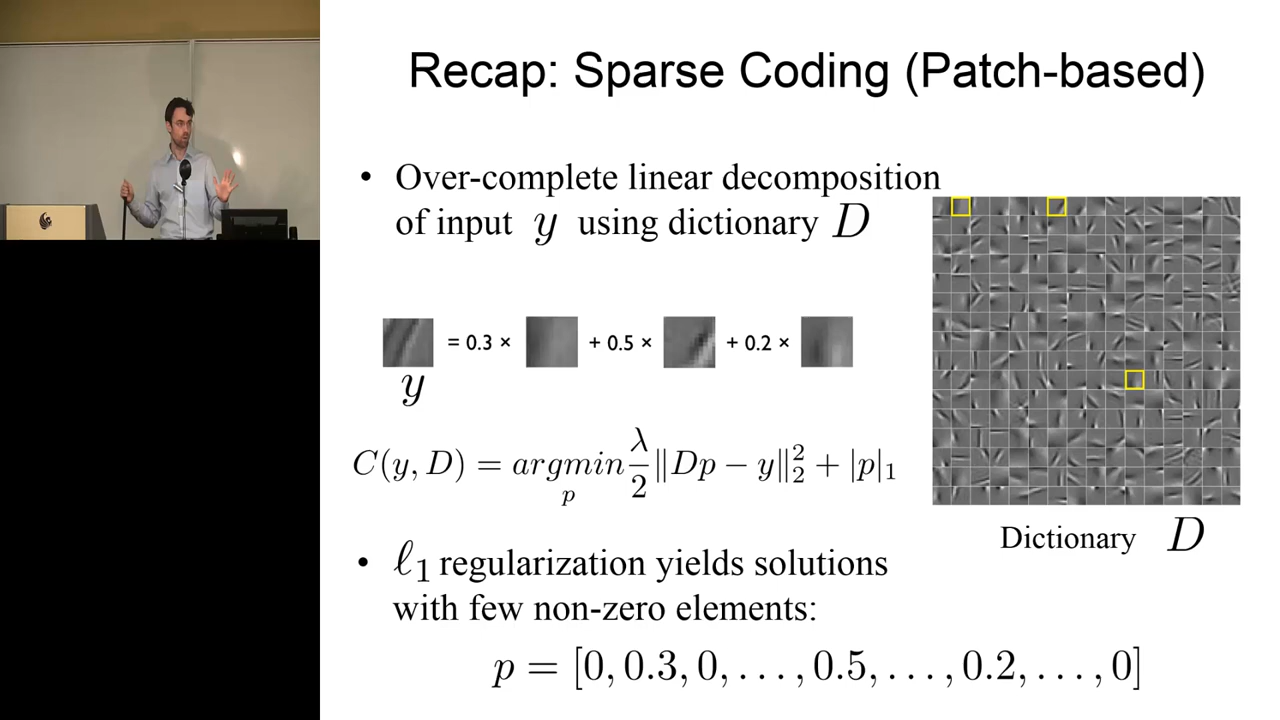 Recap: Sparse Coding (Patch-based)
• Over-complete linear decomposition
of input y using dictionary D
= 0.3 × + 0.5 × + 0.2 ×
y
C(y, D) = argmin_p λ/2 ‖Dp − y‖₂² + |p|₁
Dictionary D
• ℓ₁ regularization yields solutions
with few non-zero elements:
p = [0, 0.3, 0, . . . , 0.5, . . . , 0.2, . . . , 0]